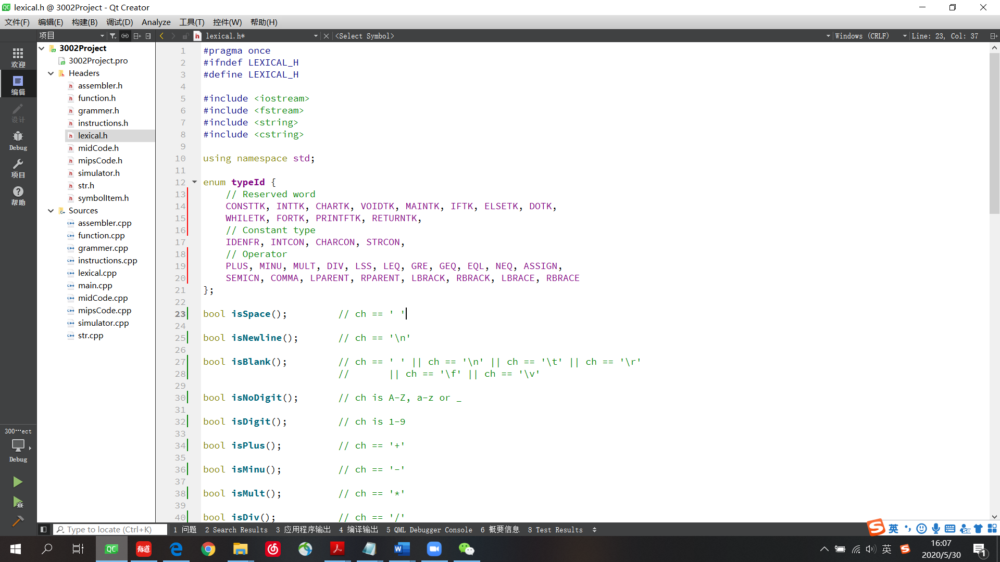 lexical.h @ 3002Project - Qt Creator
文件(F) 编辑(E) 构建(B) 调试(D) Analyze 工具(T) 控件(W) 帮助(H)
项目 lexical.h* <Select Symbol> Windows (CRLF) Line: 23, Col: 37
欢迎
编辑
设计
Debug
项目
帮助
300···ect
Debug
3002Project
3002Project.pro
Headers
assembler.h
function.h
grammer.h
instructions.h
lexical.h
midCode.h
mipsCode.h
simulator.h
str.h
symbolItem.h
Sources
assembler.cpp
function.cpp
grammer.cpp
instructions.cpp
lexical.cpp
main.cpp
midCode.cpp
mipsCode.cpp
simulator.cpp
str.cpp
1 #pragma once
2 #ifndef LEXICAL_H
3 #define LEXICAL_H
4
5 #include <iostream>
6 #include <fstream>
7 #include <string>
8 #include <cstring>
9
10 using namespace std;
11
12 enum typeId {
13 // Reserved word
14 CONSTTK, INTTK, CHARTK, VOIDTK, MAINTK, IFTK, ELSETK, DOTK,
15 WHILETK, FORTK, PRINTFTK, RETURNTK,
16 // Constant type
17 IDENFR, INTCON, CHARCON, STRCON,
18 // Operator
19 PLUS, MINU, MULT, DIV, LSS, LEQ, GRE, GEQ, EQL, NEQ, ASSIGN,
20 SEMICN, COMMA, LPARENT, RPARENT, LBRACK, RBRACK, LBRACE, RBRACE
21 };
22
23 bool isSpace(); // ch == ' '
24
25 bool isNewline(); // ch == '\n'
26
27 bool isBlank(); // ch == ' ' || ch == '\n' || ch == '\t' || ch == '\r'
28 // || ch == '\f' || ch == '\v'
29
30 bool isNoDigit(); // ch is A-Z, a-z or _
31
32 bool isDigit(); // ch is 1-9
33
34 bool isPlus(); // ch == '+'
35
36 bool isMinu(); // ch == '-'
37
38 bool isMult(); // ch == '*'
39
40 bool isDiv(); // ch == '/'
Type to locate (Ctrl+K) 1 问题 2 Search Results 3 应用程序输出 4 编译输出 5 QML Debugger Console 6 概要信息 8 Test Results
英
QC 有道 英 16:07
2020/5/30
1